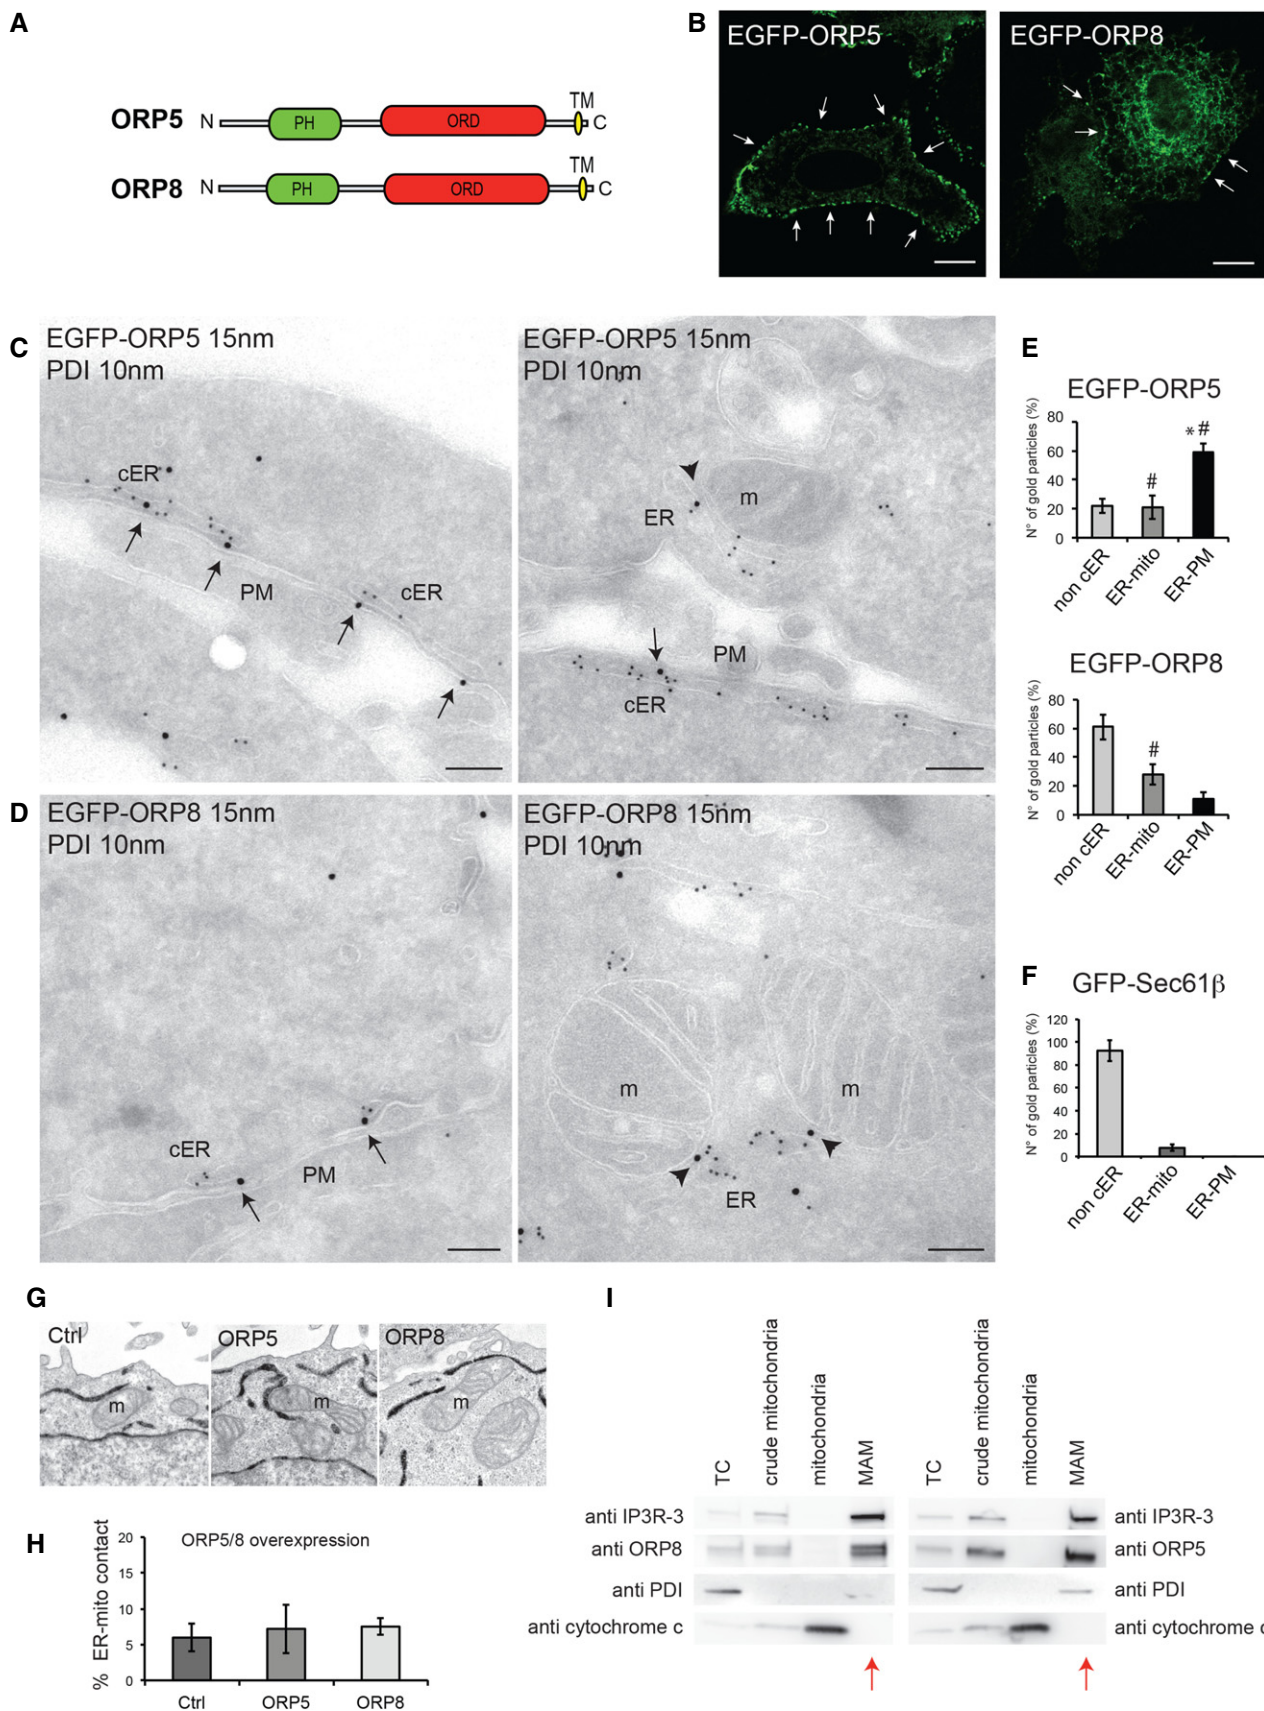 A
ORP5 N PH ORD TM C
ORP8 N PH ORD TM C
B
EGFP-ORP5
EGFP-ORP8
C
EGFP-ORP5 15nm
PDI 10nm
cER
PM
cER
EGFP-ORP5 15nm
PDI 10nm
m
ER
PM
cER
D
EGFP-ORP8 15nm
PDI 10nm
cER
PM
EGFP-ORP8 15nm
PDI 10nm
m
m
ER
E
EGFP-ORP5
N° of gold particles (%)
80
60
40
20
0
#
*#
non cER
ER-mito
ER-PM
EGFP-ORP8
N° of gold particles (%)
80
60
40
20
0
#
non cER
ER-mito
ER-PM
F
GFP-Sec61β
N° of gold particles (%)
120
100
80
60
40
20
0
non cER
ER-mito
ER-PM
G
Ctrl
m
ORP5
m
ORP8
m
H
ORP5/8 overexpression
% ER-mito contact
20
15
10
5
0
Ctrl
ORP5
ORP8
I
TC
crude mitochondria
mitochondria
MAM
TC
crude mitochondria
mitochondria
MAM
anti IP3R-3
anti IP3R-3
anti ORP8
anti ORP5
anti PDI
anti PDI
anti cytochrome c
anti cytochrome c